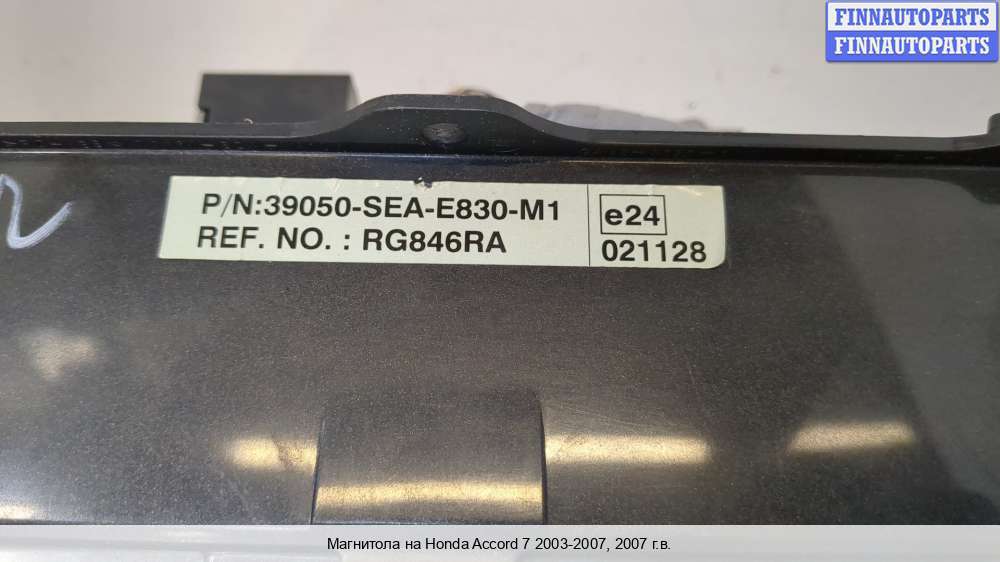 FINNAUTOPARTS
FINNAUTOPARTS
P/N:39050-SEA-E830-M1
REF. NO. : RG846RA
e24
021128
Магнитола на Honda Accord 7 2003-2007, 2007 г.в.